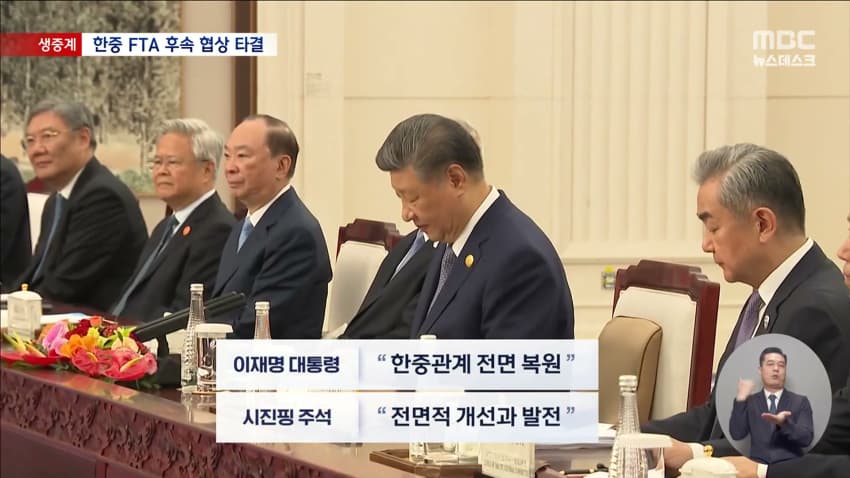 생중계
한중 FTA 후속 협상 타결
MBC
뉴스데스크
이재명 대통령
“ 한중관계 전면 복원 ”
시진핑 주석
“ 전면적 개선과 발전 ”